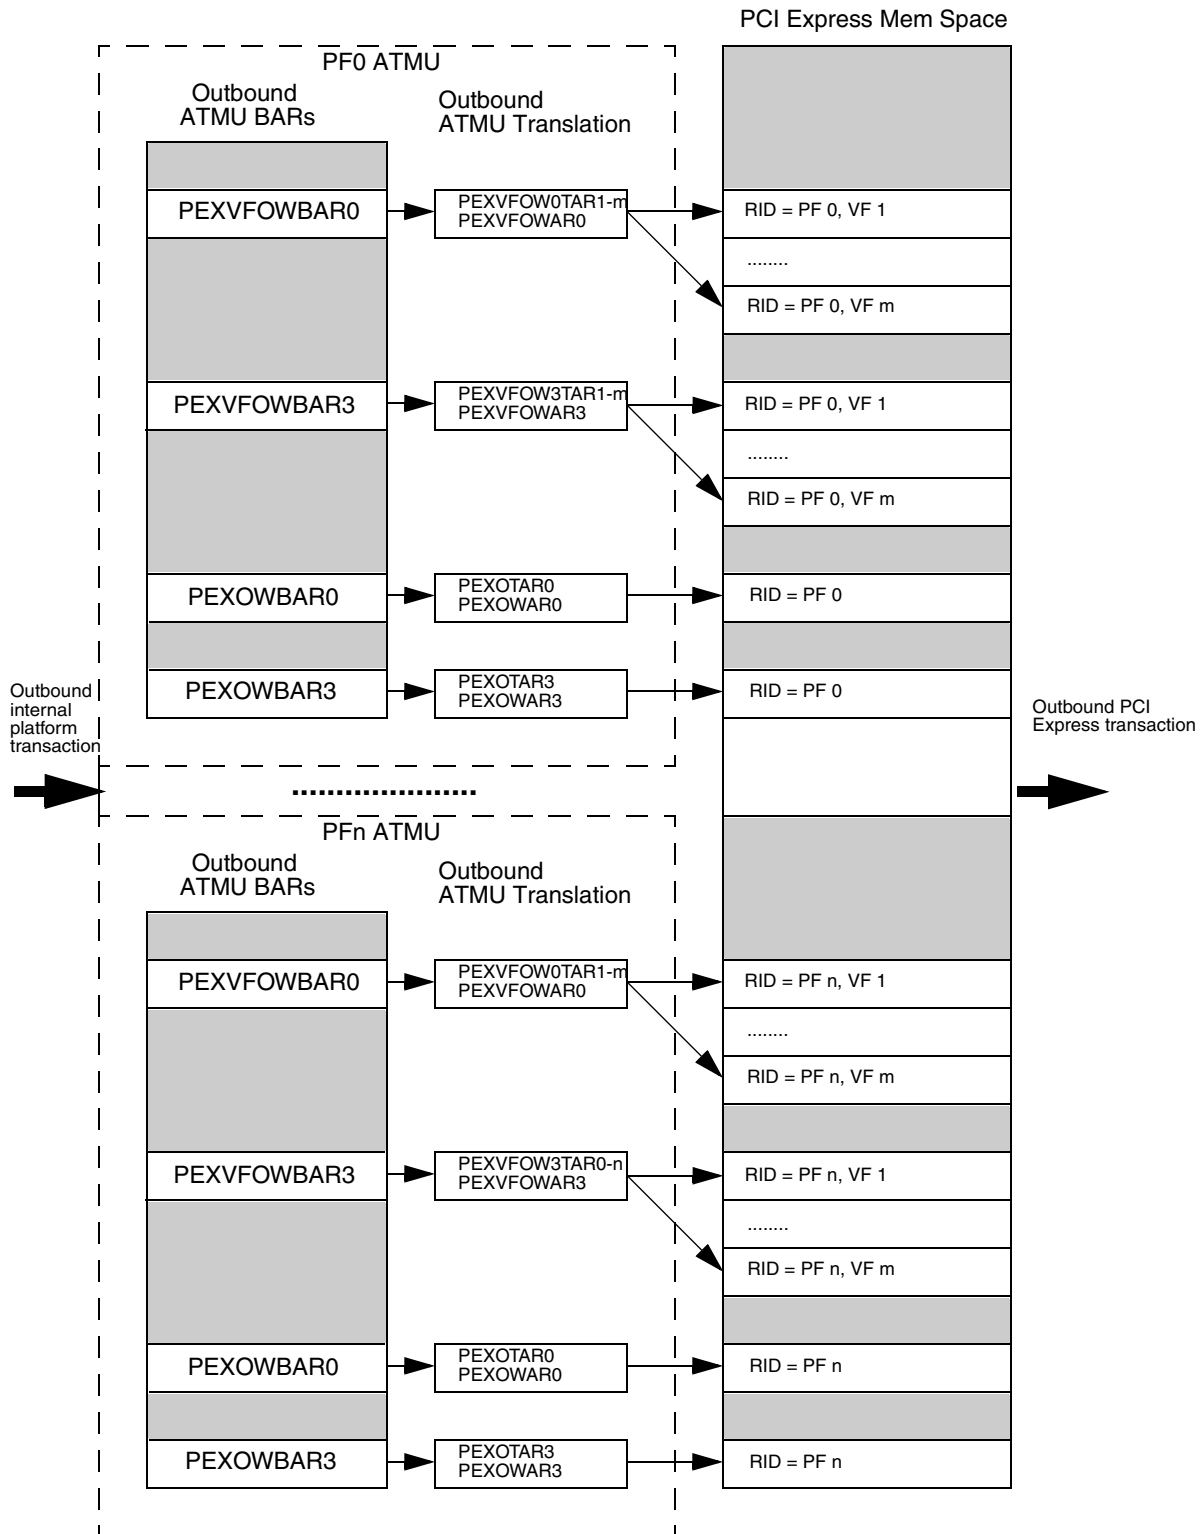 PCI Express Mem Space
PF0 ATMU
Outbound
ATMU BARs
Outbound
ATMU Translation
PEXVFOWBAR0
PEXVFOW0TAR1-m
PEXVFOWAR0
RID = PF 0, VF 1
........
RID = PF 0, VF m
PEXVFOWBAR3
PEXVFOW3TAR1-m
PEXVFOWAR3
RID = PF 0, VF 1
........
RID = PF 0, VF m
PEXOWBAR0
PEXOTAR0
PEXOWAR0
RID = PF 0
PEXOWBAR3
PEXOTAR3
PEXOWAR3
RID = PF 0
Outbound
internal
platform
transaction
Outbound PCI
Express transaction
.....................
PFn ATMU
Outbound
ATMU BARs
Outbound
ATMU Translation
PEXVFOWBAR0
PEXVFOW0TAR1-m
PEXVFOWAR0
RID = PF n, VF 1
........
RID = PF n, VF m
PEXVFOWBAR3
PEXVFOW3TAR0-n
PEXVFOWAR3
RID = PF n, VF 1
........
RID = PF n, VF m
PEXOWBAR0
PEXOTAR0
PEXOWAR0
RID = PF n
PEXOWBAR3
PEXOTAR3
PEXOWAR3
RID = PF n